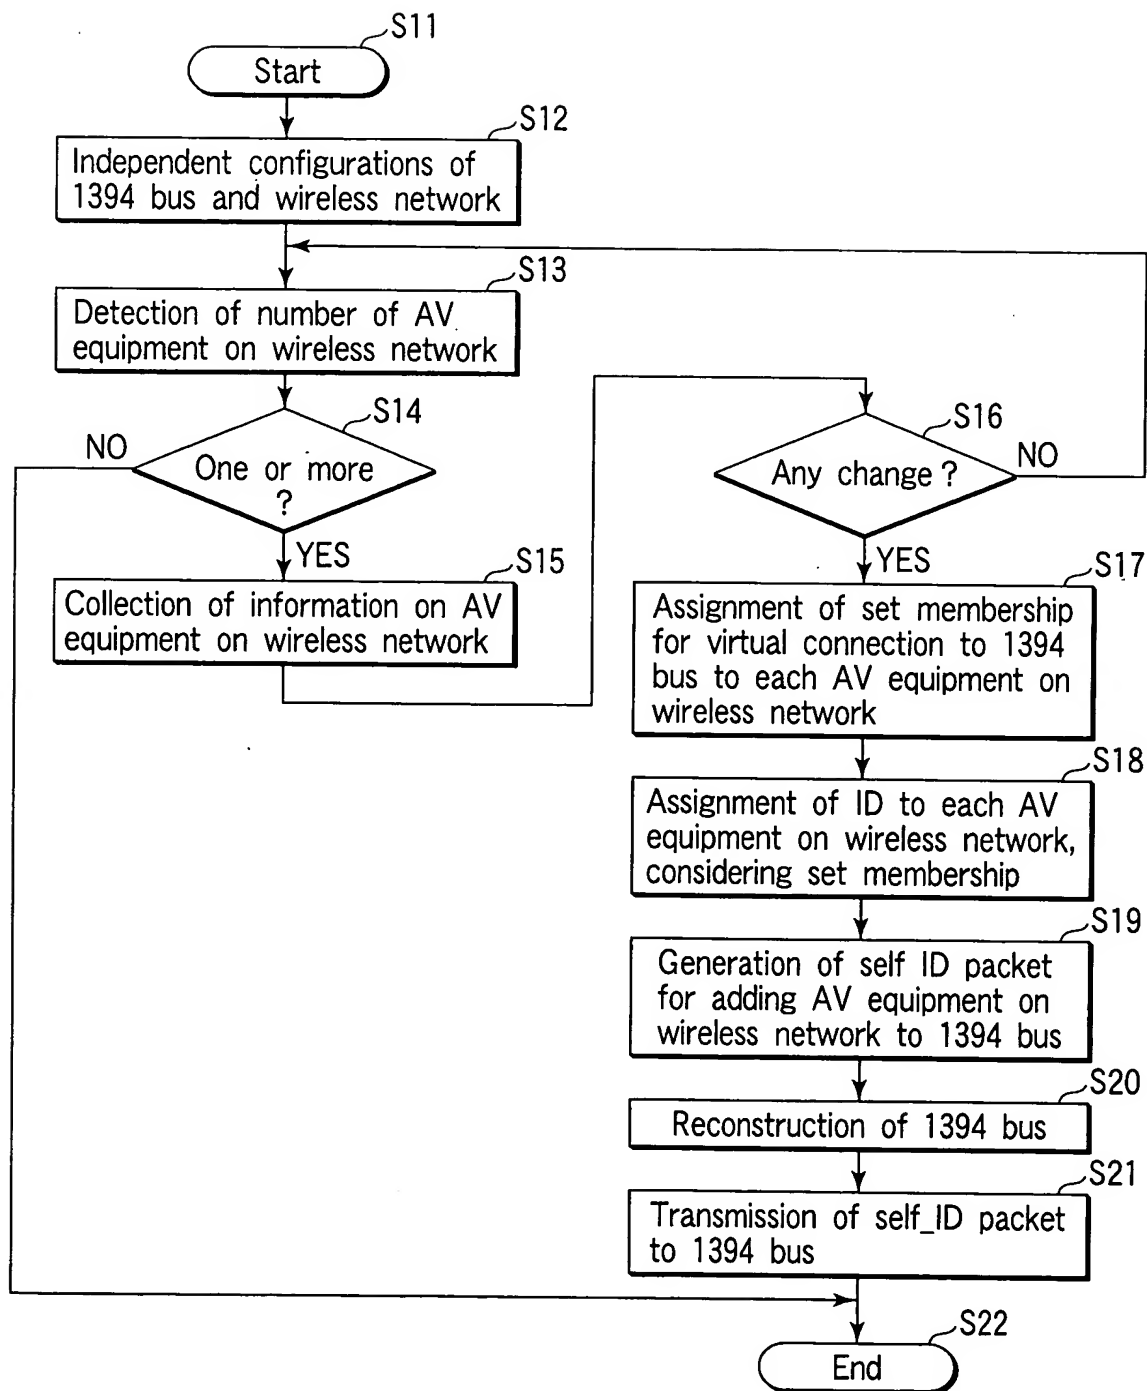 S11
Start
S12
Independent configurations of
1394 bus and wireless network
S13
Detection of number of AV
equipment on wireless network
S14
NO
One or more
?
YES
S15
Collection of information on AV
equipment on wireless network
S16
Any change ?
NO
YES
S17
Assignment of set membership
for virtual connection to 1394
bus to each AV equipment on
wireless network
S18
Assignment of ID to each AV
equipment on wireless network,
considering set membership
S19
Generation of self ID packet
for adding AV equipment on
wireless network to 1394 bus
S20
Reconstruction of 1394 bus
S21
Transmission of self_ID packet
to 1394 bus
S22
End